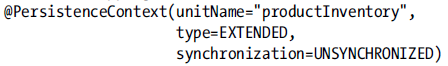 @PersistenceContext(unitName="productInventory",
type=EXTENDED,
synchronization=UNSYNCHRONIZED)